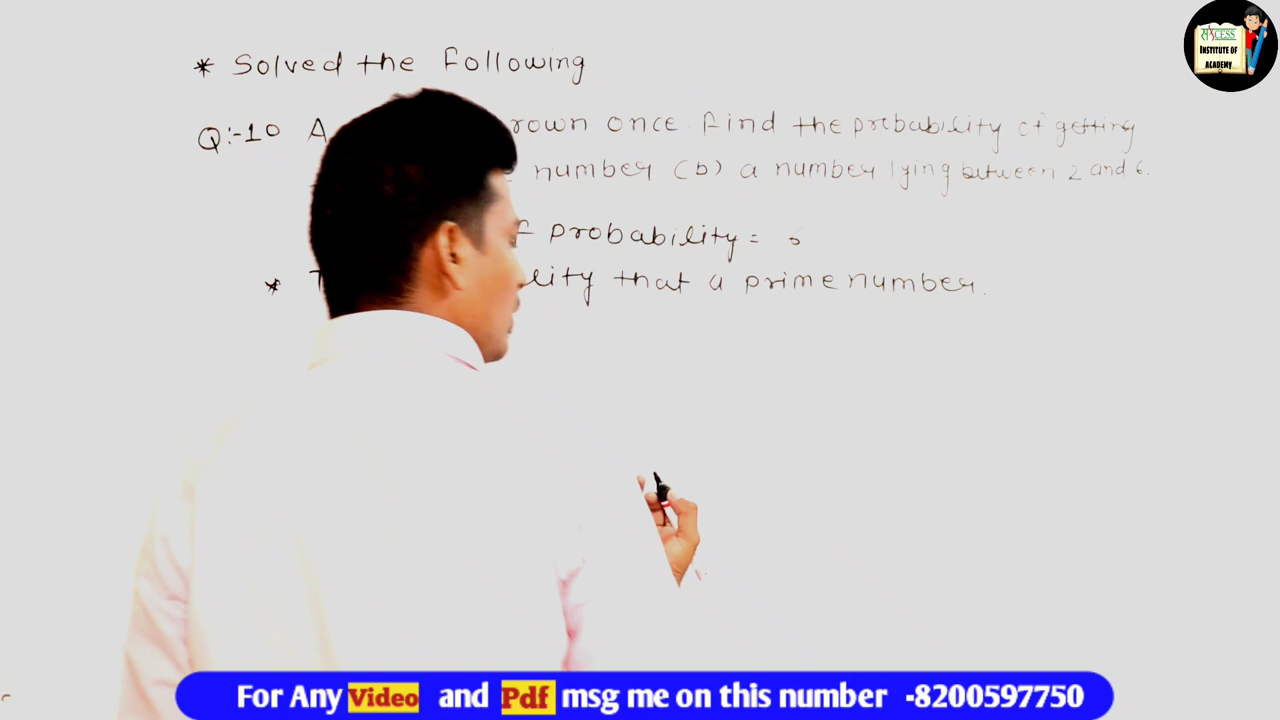 * Solved the Following
Q:-10 A rown once. find the probability of getting
number (b) a number lying between 2 and 6.
f probability = 6
* T lity that a prime number.
सક્સેસ
INSTITUTE OF
ACADEMY
For Any Video and Pdf msg me on this number -8200597750